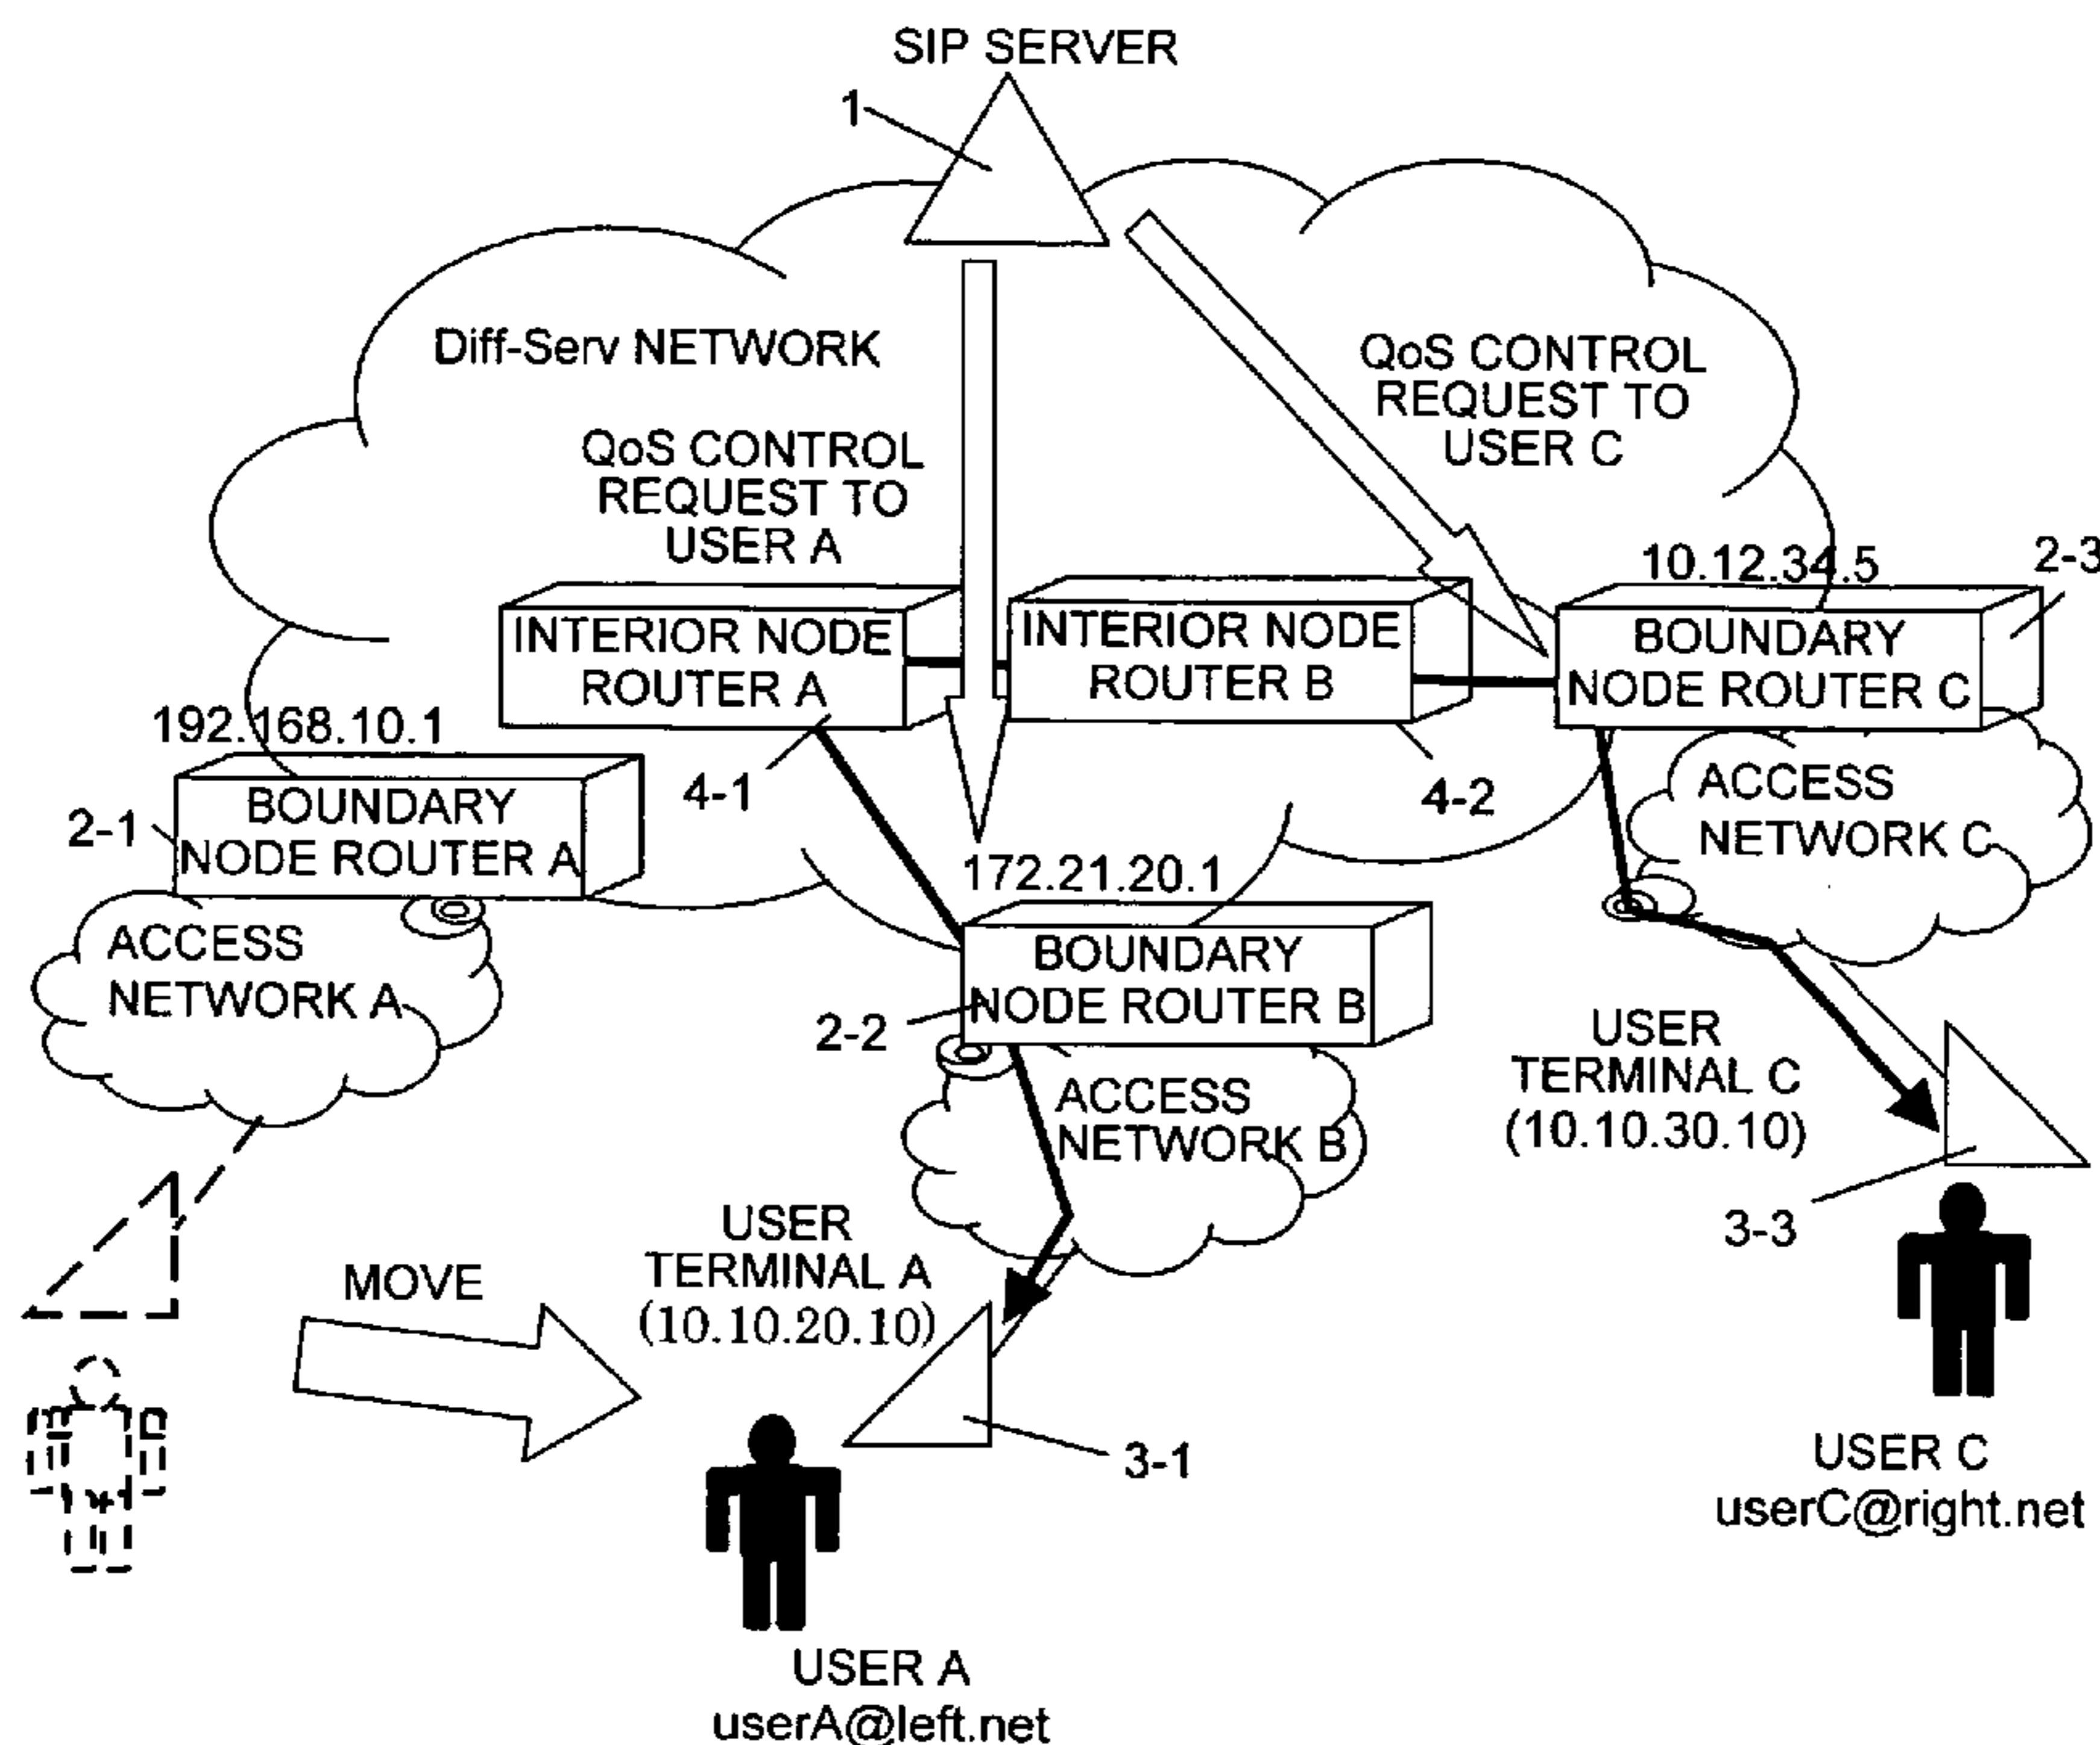 SIP SERVER
1
Diff-Serv NETWORK
QoS CONTROL
REQUEST TO
USER C
QoS CONTROL
REQUEST TO
USER A
10.12.34.5
2-3
INTERIOR NODE
ROUTER A
INTERIOR NODE
ROUTER B
BOUNDARY
NODE ROUTER C
192.168.10.1
4-1
4-2
BOUNDARY
NODE ROUTER A
2-1
ACCESS
NETWORK C
172.21.20.1
ACCESS
NETWORK A
BOUNDARY
NODE ROUTER B
2-2
USER
TERMINAL C
(10.10.30.10)
ACCESS
NETWORK B
3-3
USER
TERMINAL A
(10.10.20.10)
MOVE
3-1
USER C
userC@right.net
USER A
userA@left.net